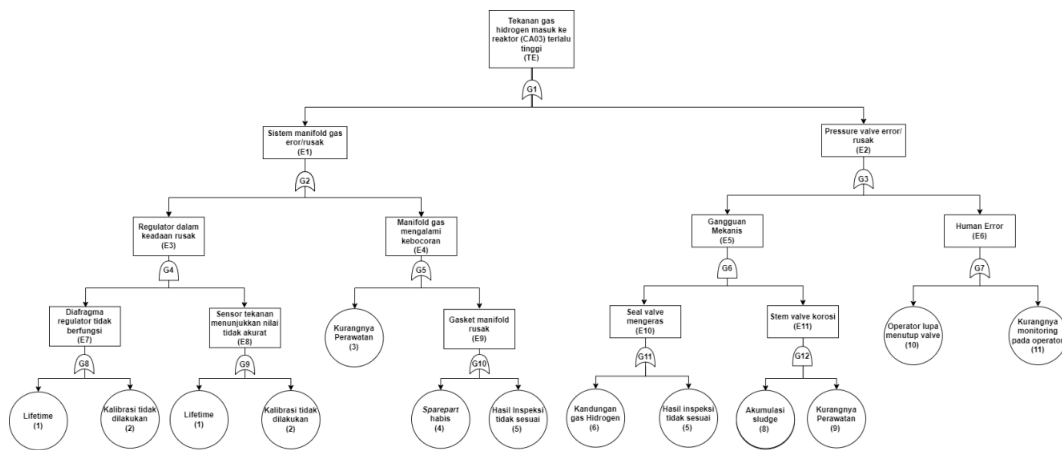 Tekanan gas
hidrogen masuk ke
reaktor (CA03) terlalu
tinggi
(TE)
G1
Sistem manifold gas
eror/rusak
(E1)
Pressure valve error/
rusak
(E2)
G2
G3
Regulator dalam
keadaan rusak
(E3)
Manifold gas
mengalami
kebocoran
(E4)
Gangguan
Mekanis
(E5)
Human Error
(E6)
G4
G5
G6
G7
Diafragma
regulator tidak
berfungsi
(E7)
Sensor tekanan
menunjukkan nilai
tidak akurat
(E8)
Kurangnya
Perawatan
(3)
Gasket manifold
rusak
(E9)
Seal valve
mengeras
(E10)
Stem valve korosi
(E11)
Operator lupa
menutup valve
(10)
Kurangnya
monitoring
pada operator
(11)
G8
G9
G10
G11
G12
Lifetime
(1)
Kalibrasi tidak
dilakukan
(2)
Lifetime
(1)
Kalibrasi tidak
dilakukan
(2)
Sparepart
habis
(4)
Hasil Inspeksi
tidak sesuai
(5)
Kandungan
gas Hidrogen
(6)
Hasil inspeksi
tidak sesuai
(5)
Akumulasi
sludge
(8)
Kurangnya
Perawatan
(9)